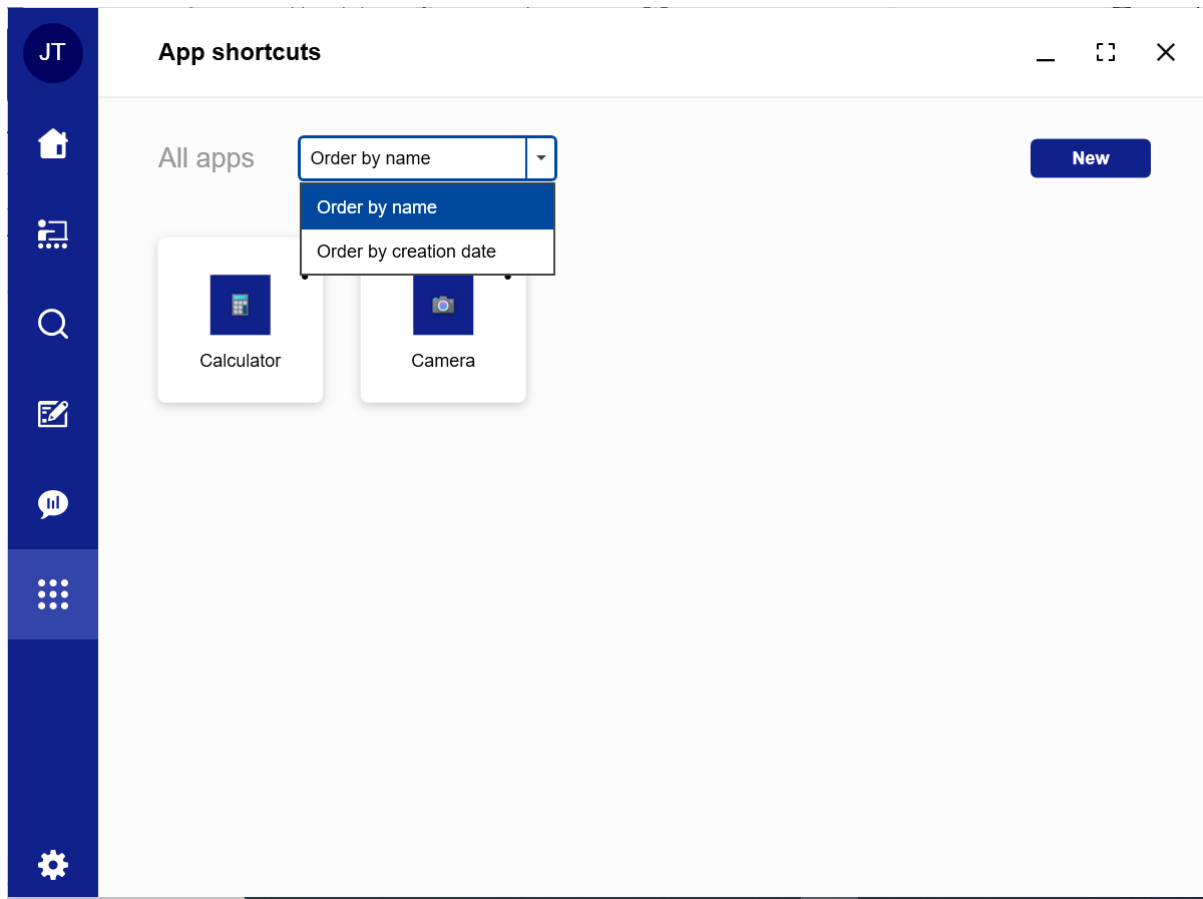 JT
App shortcuts
All apps
Order by name
New
Order by name
Order by creation date
Calculator
Camera